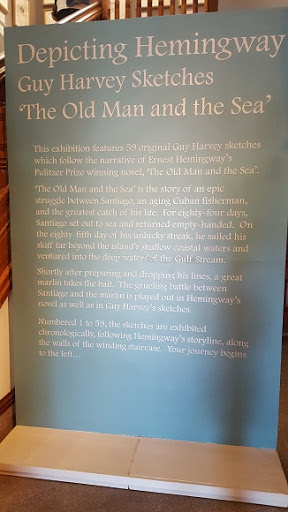 Depicting Hemingway
Guy Harvey Sketches
'The Old Man and the Sea'
This exhibition features 59 original Guy Harvey sketches
which follow the narrative of Ernest Hemingway's
Pulitzer Prize winning novel, 'The Old Man and the Sea'.
'The Old Man and the Sea' is the story of an epic
struggle between Santiago, an aging Cuban fisherman,
and the greatest catch of his life. For eighty-four days,
Santiago set out to sea and returned empty-handed. On
the eighty-fifth day of his unlucky streak, he sailed his
skiff far beyond the island's shallow coastal waters and
ventured into the deep waters of the Gulf Stream.
Shortly after preparing and dropping his lines, a great
marlin takes the bait. The grueling battle between
Santiago and the marlin is played out in Hemingway's
novel as well as in Guy Harvey's sketches.
Numbered 1 to 59, the sketches are exhibited
chronologically, following Hemingway's storyline, along
the walls of the winding staircase. Your journey begins
to the left...